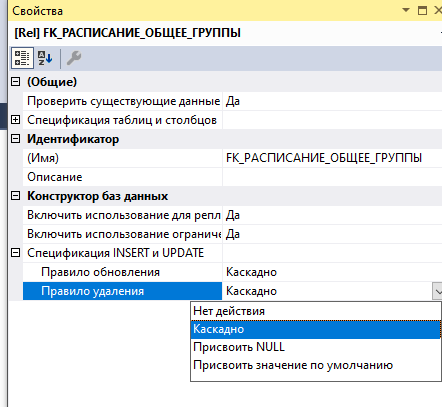 Свойства
[Rel] FK_РАСПИСАНИЕ_ОБЩЕЕ_ГРУППЫ
(Общие)
Проверить существующие данные Да
Спецификация таблиц и столбцов
Идентификатор
(Имя) FK_РАСПИСАНИЕ_ОБЩЕЕ_ГРУППЫ
Описание
Конструктор баз данных
Включить использование для репл Да
Включить использование ограниче Да
Спецификация INSERT и UPDATE
Правило обновления Каскадно
Правило удаления Каскадно
Нет действия
Каскадно
Присвоить NULL
Присвоить значение по умолчанию